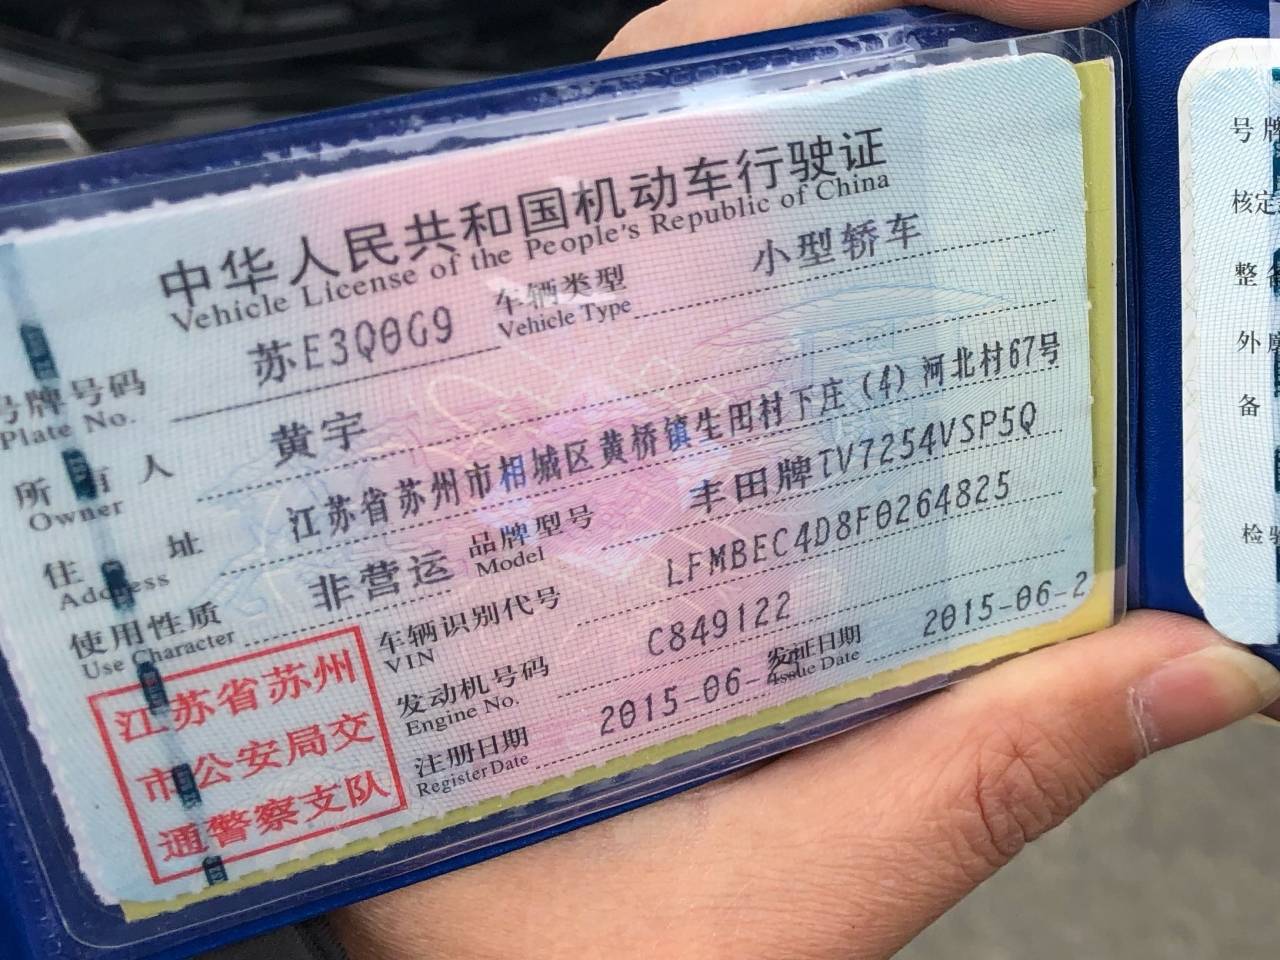 中华人民共和国机动车行驶证
Vehicle License of the People's Republic of China
号牌号码 苏E3Q0G9 车辆类型 小型轿车
Plate No. Vehicle Type
所有人 黄宇
Owner
住址 江苏省苏州市相城区黄桥镇生田村下庄（4）河北村67号
Address
使用性质 非营运 品牌型号 丰田牌TV7254VSP5Q
Use Character Model
车辆识别代号 LFMBEC4D8F0264825
VIN
发动机号码 C849122
Engine No.
注册日期 2015-06-2 发证日期 2015-06-2
Register Date Issue Date
江苏省苏州
市公安局交
通警察支队
号牌
核定
整
外
备
检验